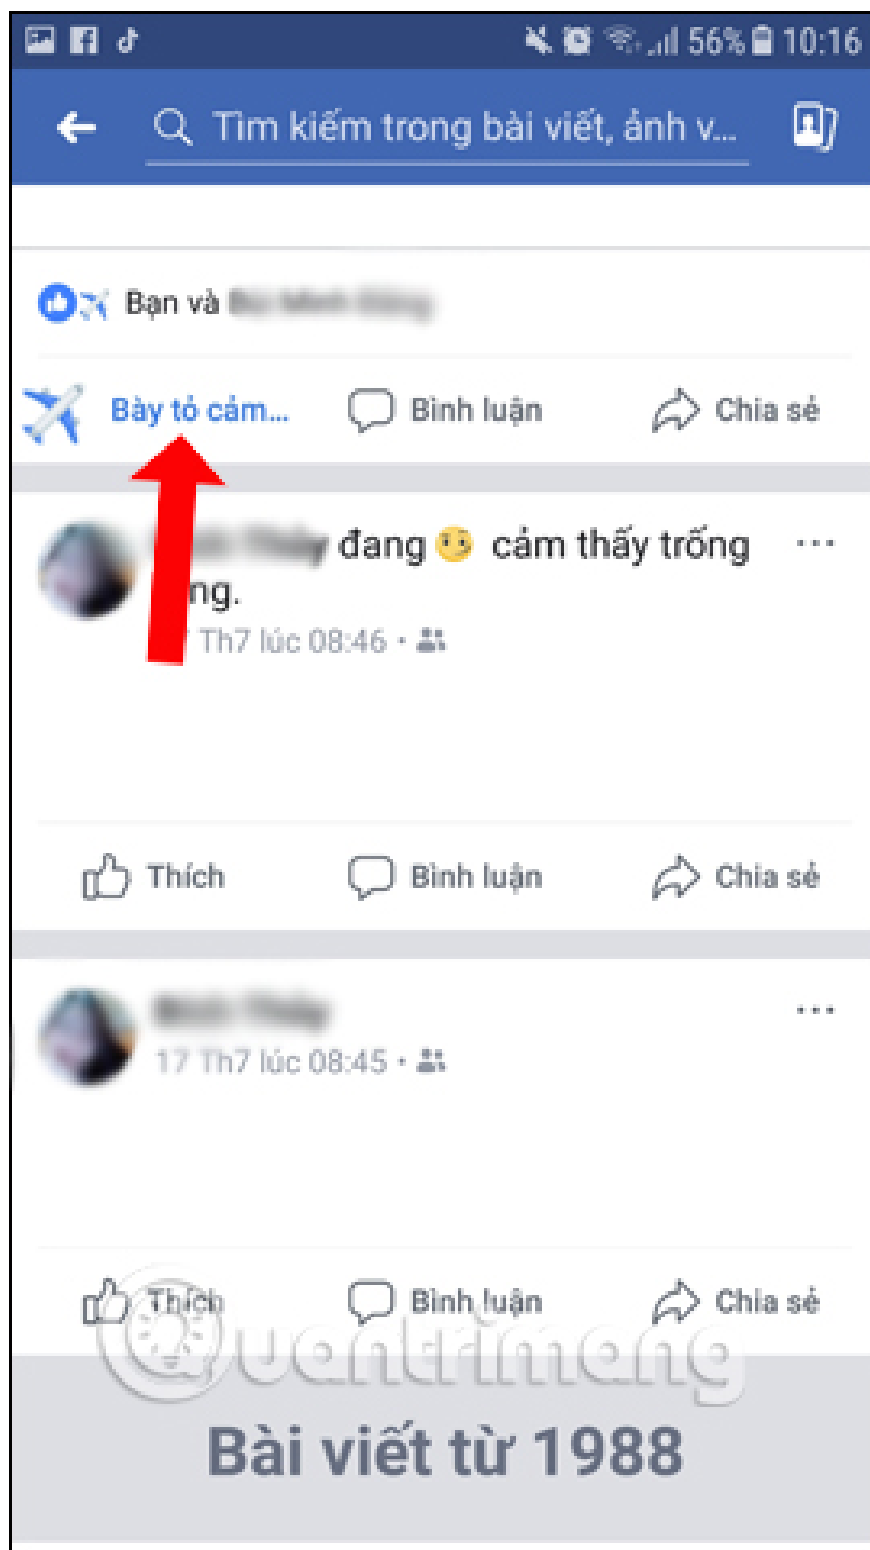 56% 10:16
Tìm kiếm trong bài viết, ảnh v...
Bạn và
Bày tỏ cảm... Bình luận Chia sẻ
đang cảm thấy trống
ng.
Th7 lúc 08:46 •
Thích Bình luận Chia sẻ
17 Th7 lúc 08:45 •
Thích Bình luận Chia sẻ
Quantrimang
Bài viết từ 1988